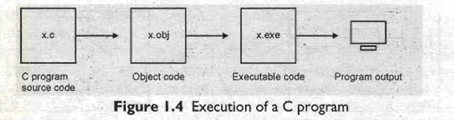 x.c
x.obj
x.exe
C program
source code
Object code
Executable code
Program output
Figure 1.4 Execution of a C program